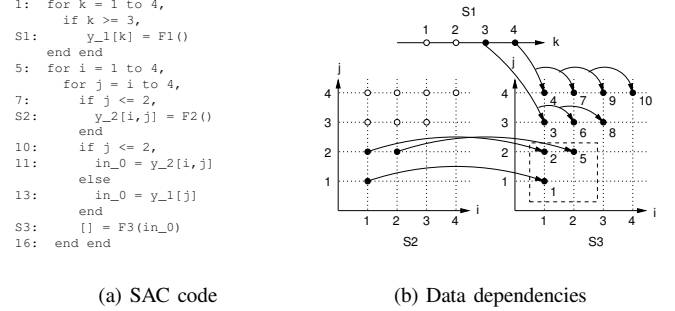 1: for k = 1 to 4,
if k >= 3,
S1: y_1[k] = F1()
end end
5: for i = 1 to 4,
for j = i to 4,
7: if j <= 2,
S2: y_2[i,j] = F2()
end
10: if j <= 2,
11: in_0 = y_2[i,j]
else
13: in_0 = y_1[j]
end
S3: [] = F3(in_0)
16: end end
(a) SAC code
S1
1 2 3 4
k
j
4
3
2
1
1 2 3 4
i
S2
j
4
3
2
1
4 7 9 10
3 6 8
2 5
1
1 2 3 4
i
S3
(b) Data dependencies